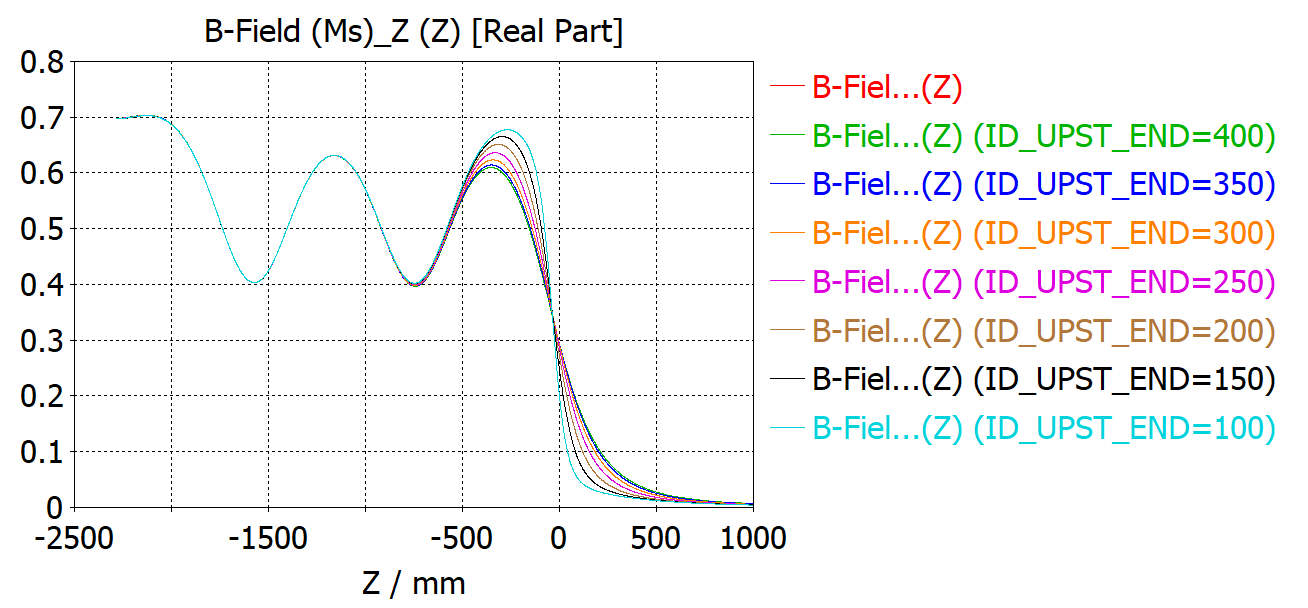 B-Field (Ms)_Z (Z) [Real Part]
0.8
0.7
0.6
0.5
0.4
0.3
0.2
0.1
0
-2500
-1500
-500
0
500
1000
Z / mm
B-Fiel...(Z)
B-Fiel...(Z) (ID_UPST_END=400)
B-Fiel...(Z) (ID_UPST_END=350)
B-Fiel...(Z) (ID_UPST_END=300)
B-Fiel...(Z) (ID_UPST_END=250)
B-Fiel...(Z) (ID_UPST_END=200)
B-Fiel...(Z) (ID_UPST_END=150)
B-Fiel...(Z) (ID_UPST_END=100)